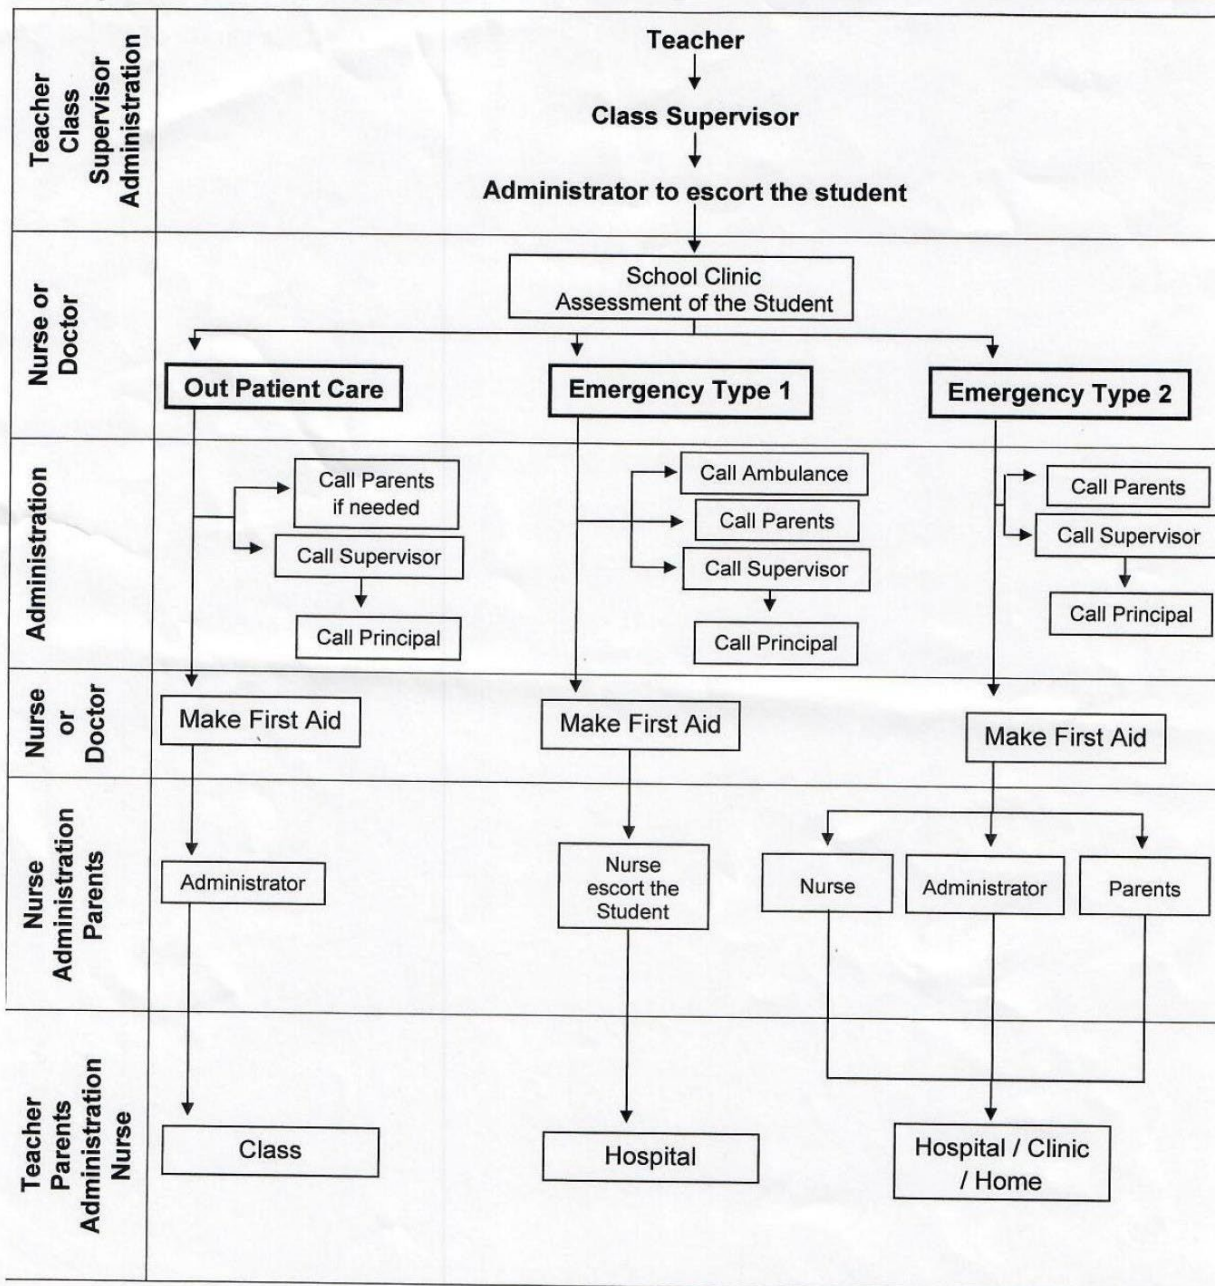 Teacher
Class
Supervisor
Administration
Teacher
Class Supervisor
Administrator to escort the student
Nurse or
Doctor
School Clinic
Assessment of the Student
Out Patient Care
Emergency Type 1
Emergency Type 2
Administration
Call Parents
if needed
Call Supervisor
Call Principal
Call Ambulance
Call Parents
Call Supervisor
Call Principal
Call Parents
Call Supervisor
Call Principal
Nurse
or
Doctor
Make First Aid
Make First Aid
Make First Aid
Nurse
Administration
Parents
Administrator
Nurse
escort the
Student
Nurse
Administrator
Parents
Teacher
Parents
Administration
Nurse
Class
Hospital
Hospital / Clinic
/ Home